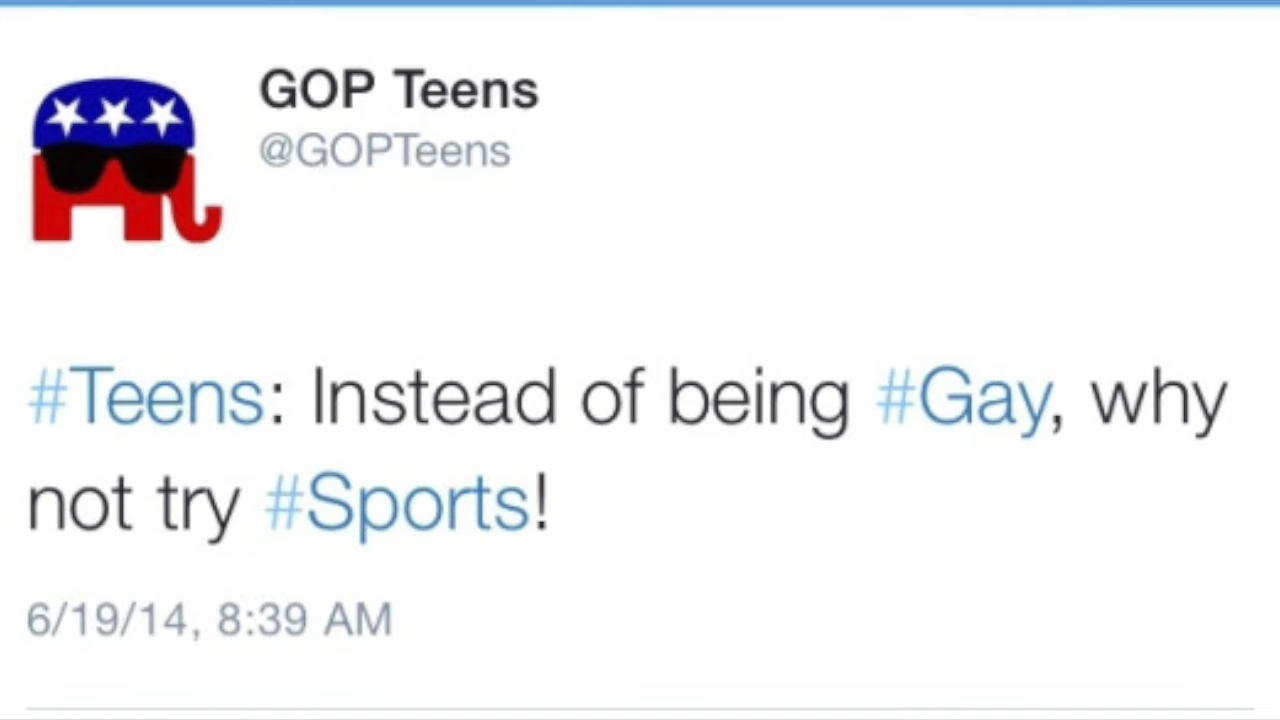 GOP Teens
@GOPTeens
#Teens: Instead of being #Gay, why
not try #Sports!
6/19/14, 8:39 AM